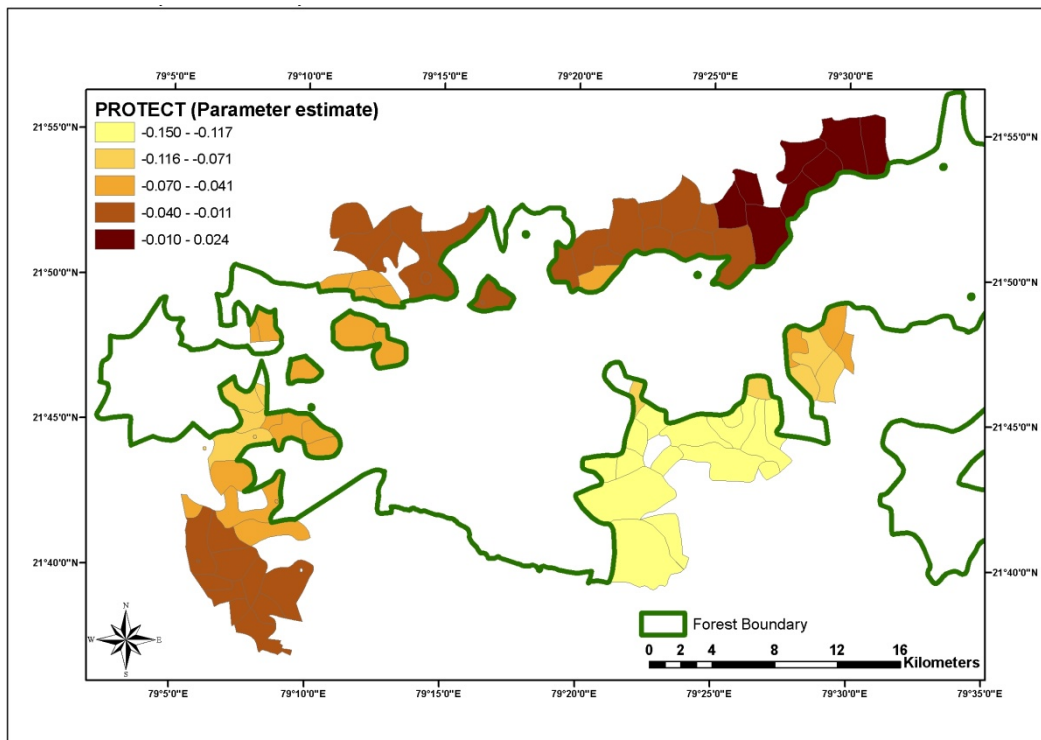 79°5'0"E 79°10'0"E 79°15'0"E 79°20'0"E 79°25'0"E 79°30'0"E
PROTECT (Parameter estimate)
-0.150 - -0.117
-0.116 - -0.071
-0.070 - -0.041
-0.040 - -0.011
-0.010 - 0.024
21°55'0"N 21°55'0"N
21°50'0"N 21°50'0"N
21°45'0"N 21°45'0"N
21°40'0"N 21°40'0"N
N
W E
S
Forest Boundary
0 2 4 8 12 16
Kilometers
79°5'0"E 79°10'0"E 79°15'0"E 79°20'0"E 79°25'0"E 79°30'0"E 79°35'0"E